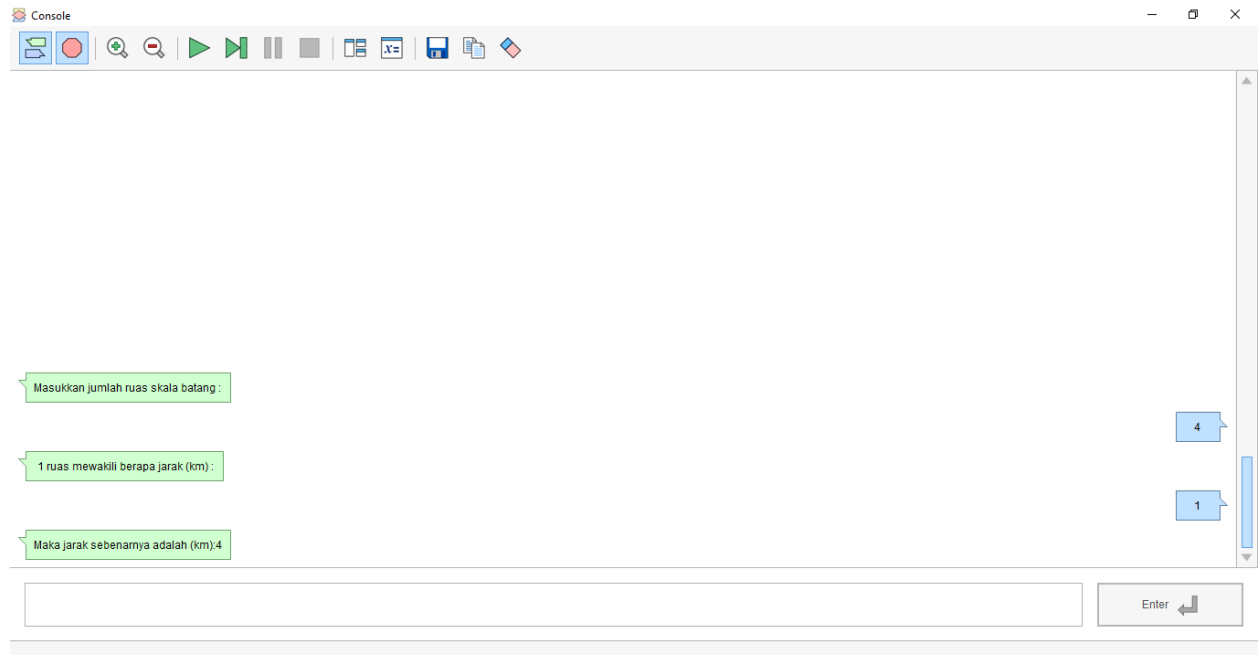 Console
x=
Masukkan jumlah ruas skala batang :
4
1 ruas mewakili berapa jarak (km) :
1
Maka jarak sebenarnya adalah (km):4
Enter